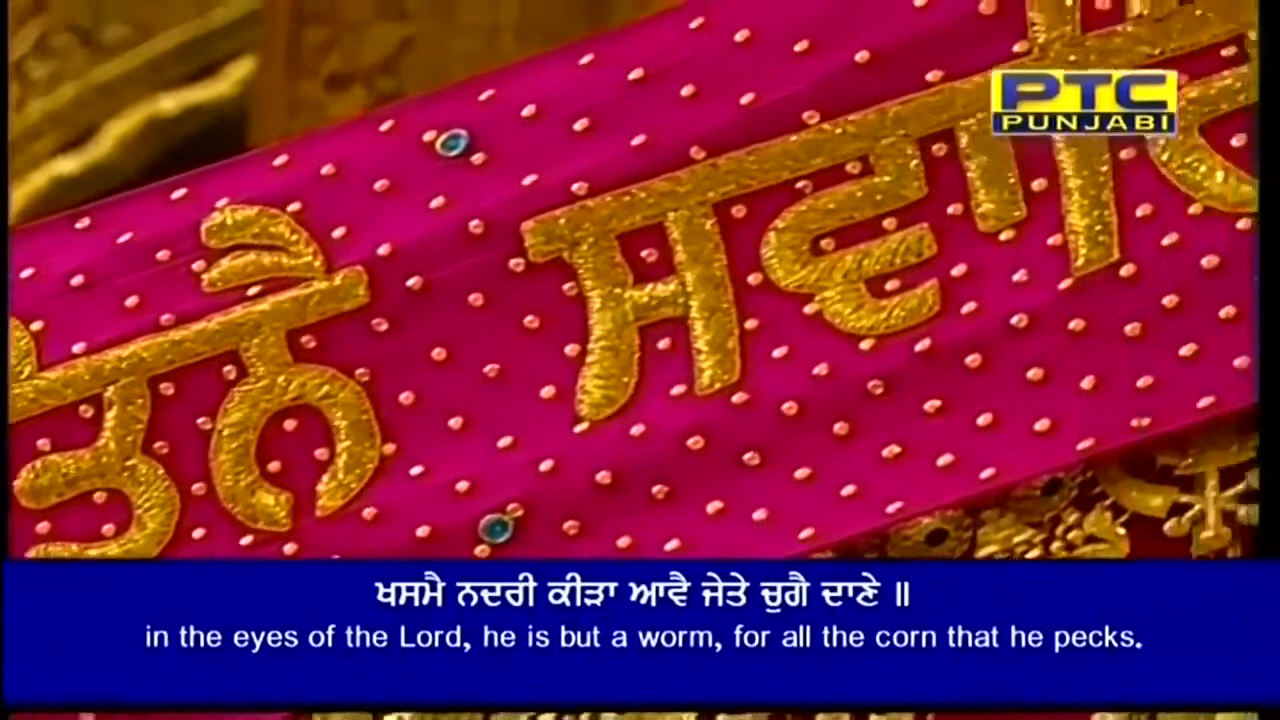 PTC
PUNJABI
ਖਸਮੈ ਨਦਰੀ ਕੀੜਾ ਆਵੈ ਜੇਤੇ ਚੁਗੈ ਦਾਣੇ ॥
in the eyes of the Lord, he is but a worm, for all the corn that he pecks.